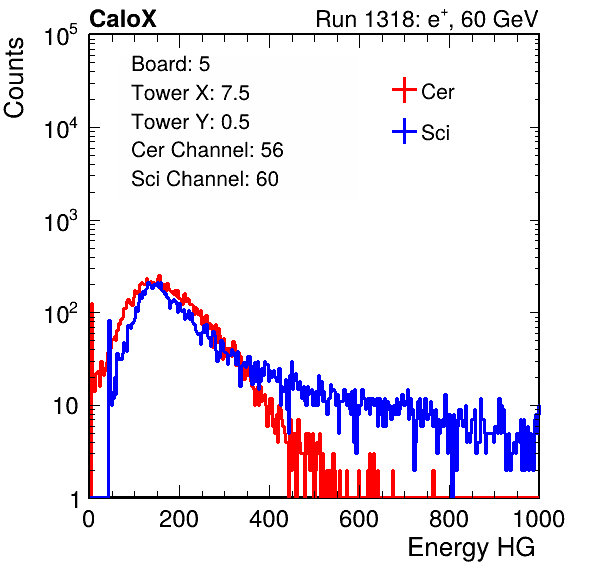 CaloX Run 1318: e⁺, 60 GeV
Counts
10⁵
10⁴
10³
10²
10
1
Board: 5
Tower X: 7.5
Tower Y: 0.5
Cer Channel: 56
Sci Channel: 60
Cer
Sci
0 200 400 600 800 1000
Energy HG